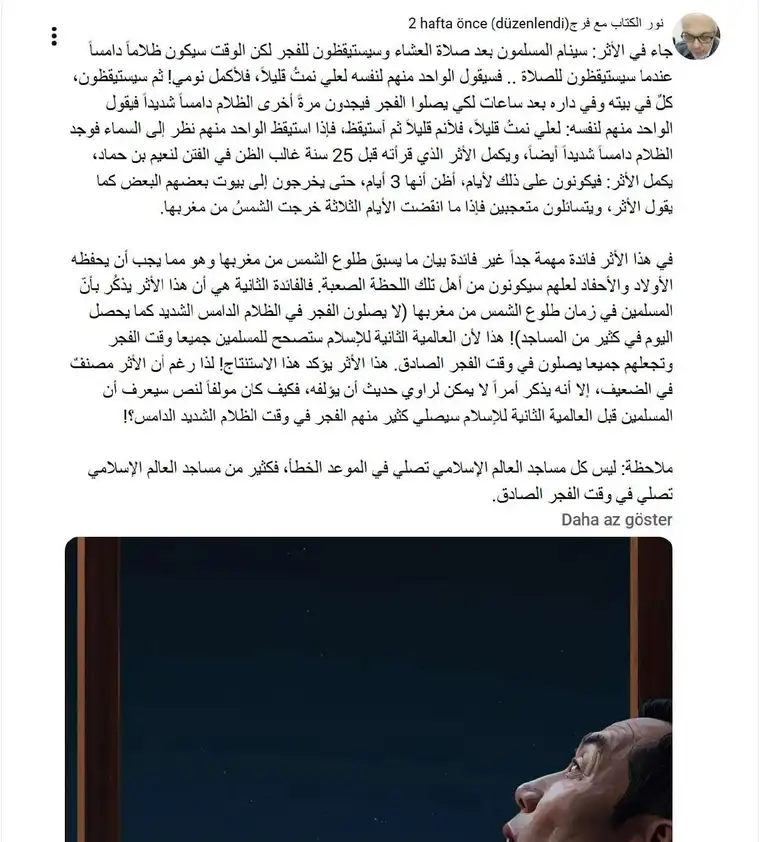 نور الكتاب مع فرج(düzenlendi) 2 hafta önce
جاء في الأثر: سينام المسلمون بعد صلاة العشاء وسيستيقظون للفجر لكن الوقت سيكون ظلاماً دامساً
عندما سيستيقظون للصلاة .. فسيقول الواحد منهم لنفسه لعلي نمتُ قليلاً، فلأكمل نومي! ثم سيستيقظون،
كلٌ في بيته وفي داره بعد ساعات لكي يصلوا الفجر فيجدون مرةً أخرى الظلام دامساً شديداً فيقول
الواحد منهم لنفسه: لعلي نمتُ قليلاً، فلأنم قليلاً ثم أستيقظ، فإذا استيقظ الواحد منهم نظر إلى السماء فوجد
الظلام دامساً شديداً أيضاً، ويكمل الأثر الذي قرأته قبل 25 سنة غالب الظن في الفتن لنعيم بن حماد،
يكمل الأثر: فيكونون على ذلك لأيام، أظن أنها 3 أيام، حتى يخرجون إلى بيوت بعضهم البعض كما
يقول الأثر، ويتسائلون متعجبين فإذا ما انقضت الأيام الثلاثة خرجت الشمسُ من مغربها.
في هذا الأثر فائدة مهمة جداً غير فائدة بيان ما يسبق طلوع الشمس من مغربها وهو مما يجب أن يحفظه
الأولاد والأحفاد لعلهم سيكونون من أهل تلك اللحظة الصعبة. فالفائدة الثانية هي أن هذا الأثر يذكّر بأنّ
المسلمين في زمان طلوع الشمس من مغربها (لا يصلون الفجر في الظلام الدامس الشديد كما يحصل
اليوم في كثير من المساجد)! هذا لأن العالمية الثانية للإسلام ستصحح للمسلمين جميعا وقت الفجر
وتجعلهم جميعا يصلون في وقت الفجر الصادق. هذا الأثر يؤكد هذا الاستنتاج! لذا رغم أن الأثر مصنفٌ
في الضعيف، إلا أنه يذكر أمراً لا يمكن لراوي حديث أن يؤلفه، فكيف كان مولفاً لنص سيعرف أن
المسلمين قبل العالمية الثانية للإسلام سيصلي كثير منهم الفجر في وقت الظلام الشديد الدامس؟!
ملاحظة: ليس كل مساجد العالم الإسلامي تصلي في الموعد الخطأ، فكثير من مساجد العالم الإسلامي
تصلي في وقت الفجر الصادق.
Daha az göster